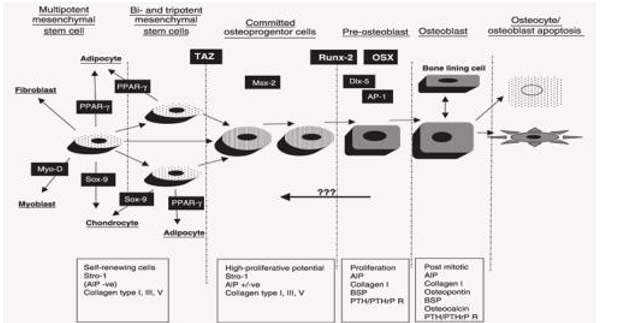 Multipotent
mesenchymal
stem cell
Bi- and tripotent
mesenchymal
stem cells
Committed
osteoprogentor cells
Pre-osteoblast
Osteoblast
Osteocyte/
osteoblast apoptosis
TAZ
Runx-2
OSX
Adipocyte
Fibroblast
PPAR-γ
PPAR-γ
Msx-2
Dlx-5
AP-1
Bone lining cell
Myo-D
Sox-9
Sox-9
PPAR-γ
Myoblast
Chondrocyte
Adipocyte
???
Self-renewing cells
Stro-1
(AlP -ve)
Collagen type I, III, V
High-proliferative potential
Stro-1
AlP +/-ve
Collagen type I, III, V
Proliferation
AlP
Collagen I
BSP
PTH/PTHrP R
Post mitotic
AlP
Collagen I
Osteopontin
BSP
Osteocalcin
PTH/PTHrP R